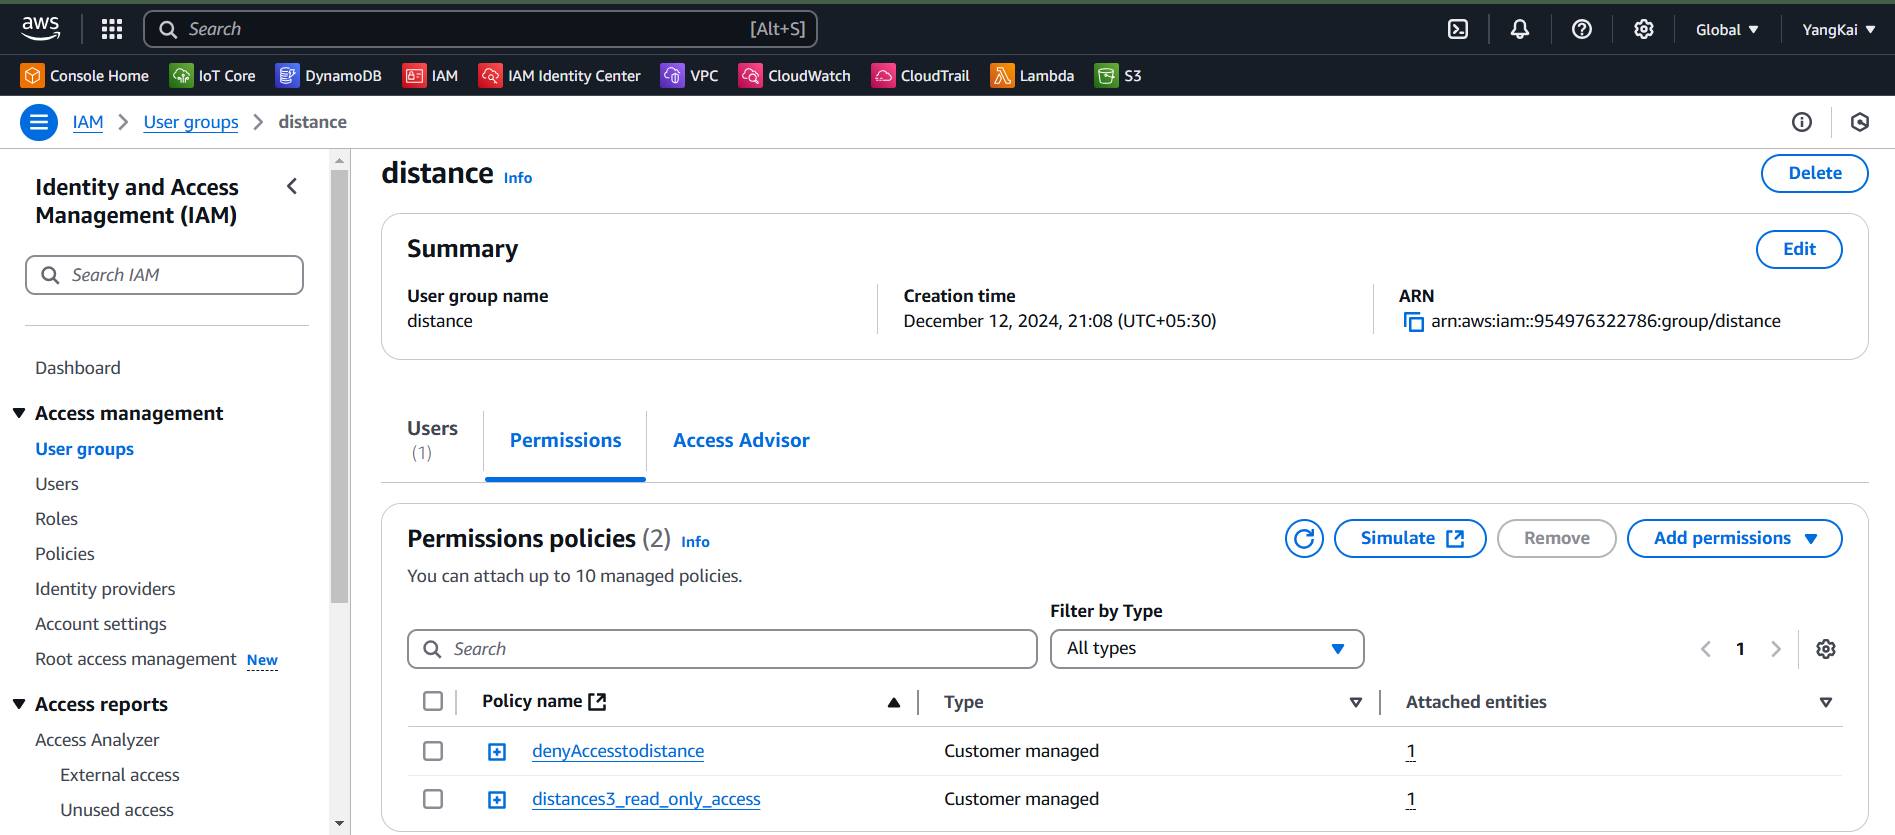 aws
Search [Alt+S]
Global
YangKai
Console Home
IoT Core
DynamoDB
IAM
IAM Identity Center
VPC
CloudWatch
CloudTrail
Lambda
S3
IAM
User groups
distance
Identity and Access
Management (IAM)
Search IAM
Dashboard
Access management
User groups
Users
Roles
Policies
Identity providers
Account settings
Root access management New
Access reports
Access Analyzer
External access
Unused access
distance Info
Delete
Summary
Edit
User group name
distance
Creation time
December 12, 2024, 21:08 (UTC+05:30)
ARN
arn:aws:iam::954976322786:group/distance
Users
(1)
Permissions
Access Advisor
Permissions policies (2) Info
Simulate
Remove
Add permissions
You can attach up to 10 managed policies.
Filter by Type
Search
All types
1
Policy name Type Attached entities
denyAccesstodistance Customer managed 1
distances3_read_only_access Customer managed 1